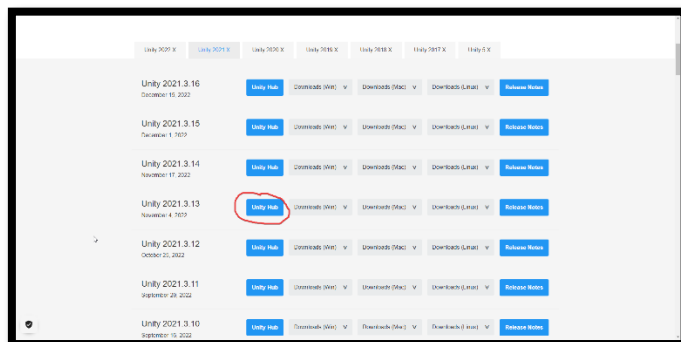 Unity 2022.X Unity 2021.X Unity 2020.X Unity 2019.X Unity 2018.X Unity 2017.X Unity 5.X
Unity 2021.3.16 Unity Hub Downloads (Win) v Downloads (Mac) v Downloads (Linux) v Release Notes
December 15, 2022
Unity 2021.3.15 Unity Hub Downloads (Win) v Downloads (Mac) v Downloads (Linux) v Release Notes
December 1, 2022
Unity 2021.3.14 Unity Hub Downloads (Win) v Downloads (Mac) v Downloads (Linux) v Release Notes
November 17, 2022
Unity 2021.3.13 Unity Hub Downloads (Win) v Downloads (Mac) v Downloads (Linux) v Release Notes
November 4, 2022
Unity 2021.3.12 Unity Hub Downloads (Win) v Downloads (Mac) v Downloads (Linux) v Release Notes
October 2022
Unity 2021.3.11 Unity Hub Downloads (Win) v Downloads (Mac) v Downloads (Linux) v Release Notes
September 2022
Unity 2021.3.10 Unity Hub Downloads (Win) v Downloads (Mac) v Downloads (Linux) v Release Notes
September 2022